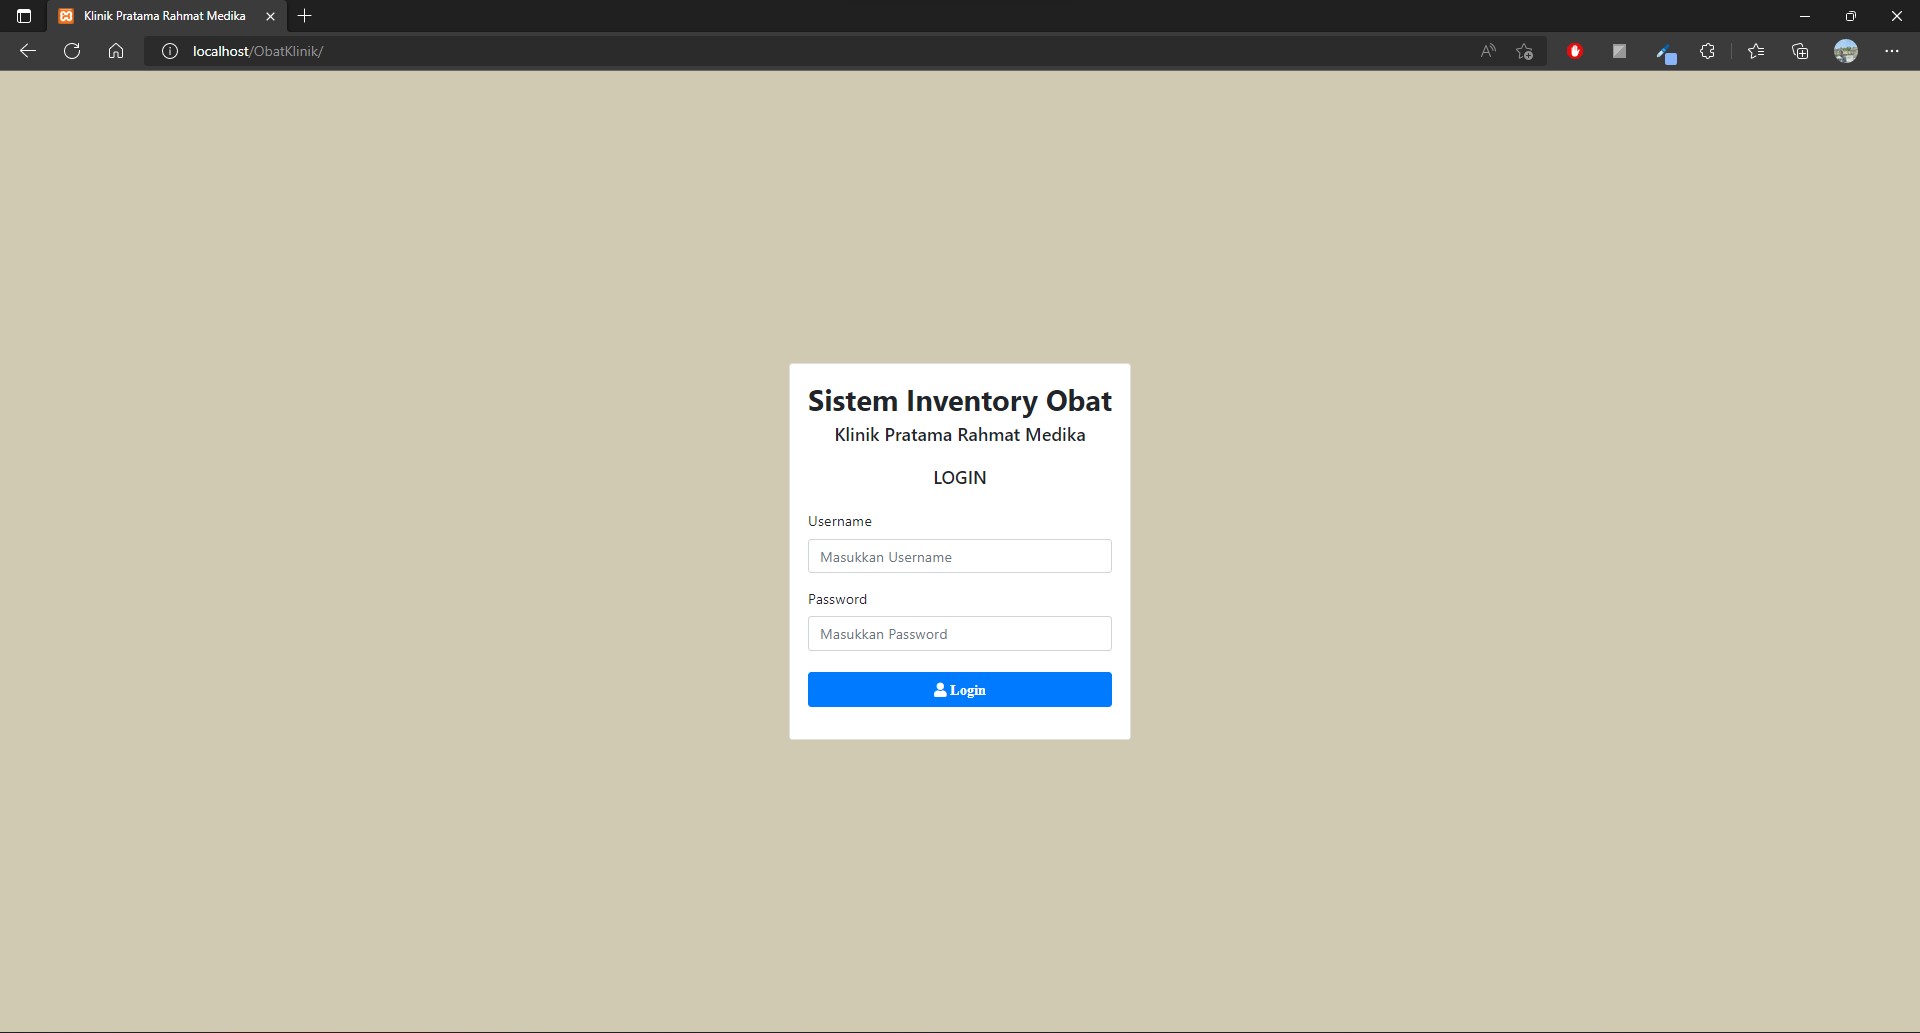 Klinik Pratama Rahmat Medika
localhost/ObatKlinik/
Sistem Inventory Obat
Klinik Pratama Rahmat Medika
LOGIN
Username
Masukkan Username
Password
Masukkan Password
Login